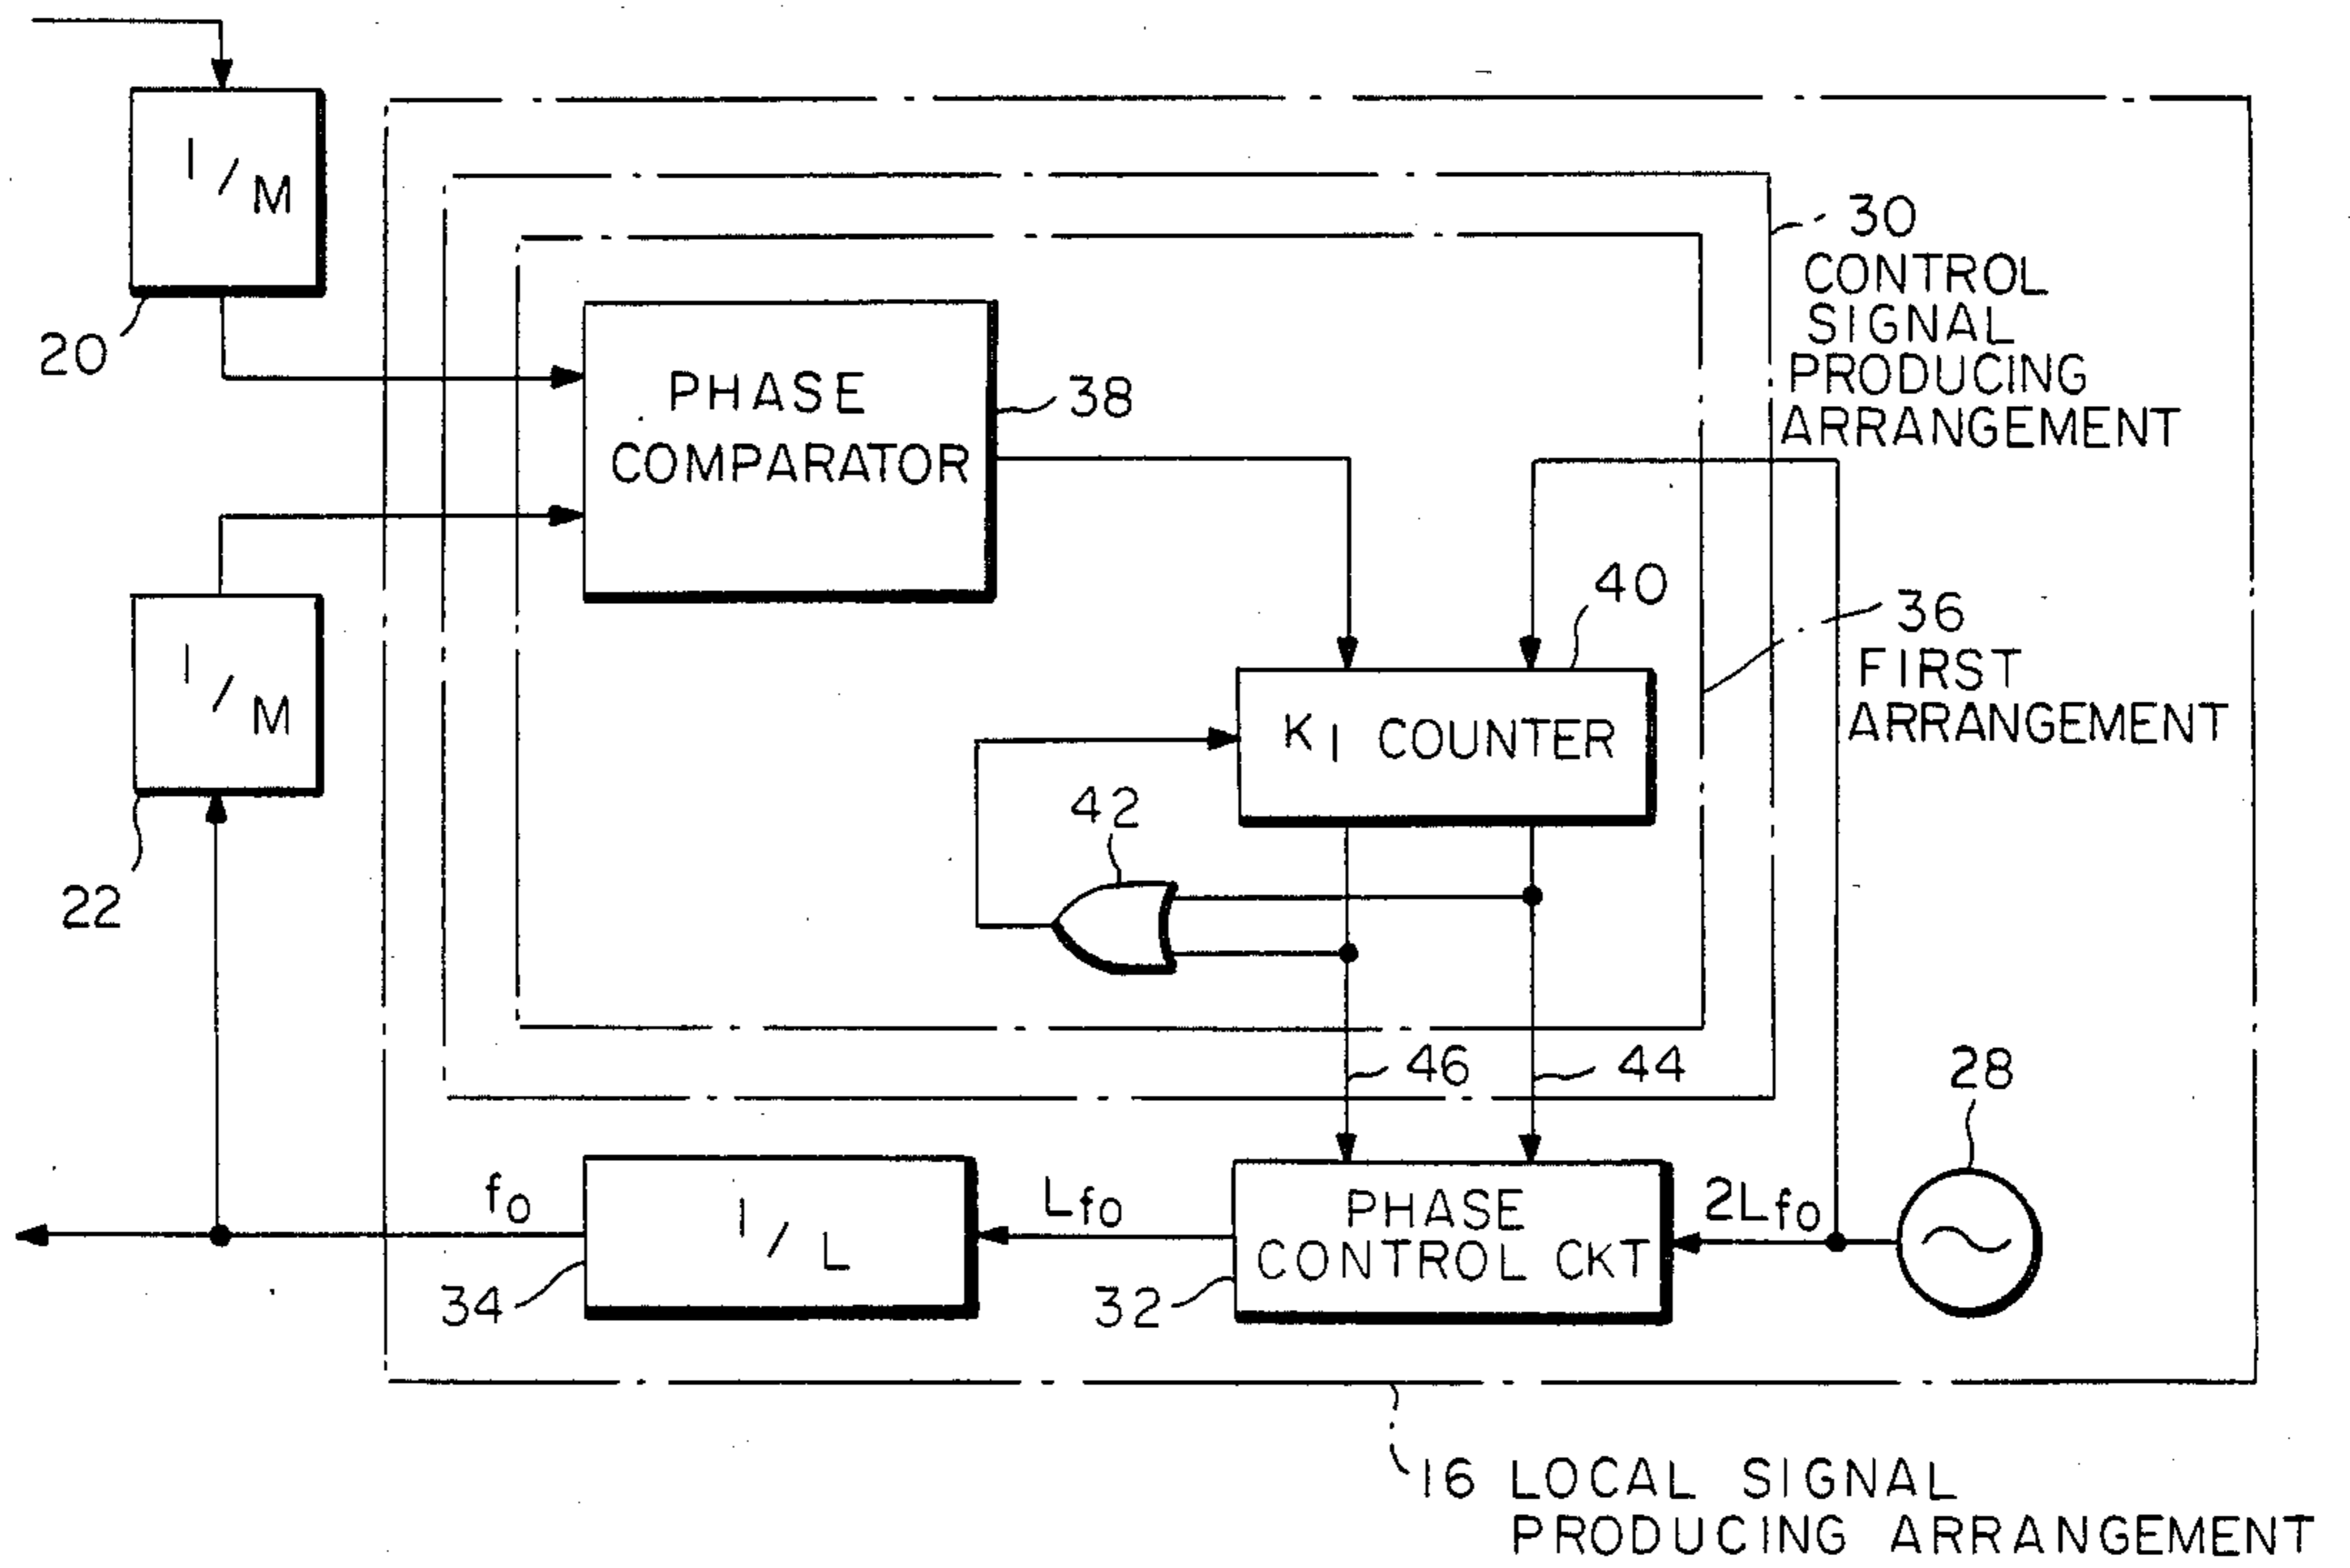 1/M
20
30
CONTROL
SIGNAL
PRODUCING
ARRANGEMENT
PHASE
COMPARATOR
38
40
36
FIRST
ARRANGEMENT
1/M
22
K1 COUNTER
42
46
44
28
fo
1/L
34
Lfo
PHASE
CONTROL CKT
32
2Lfo
16 LOCAL SIGNAL
PRODUCING ARRANGEMENT